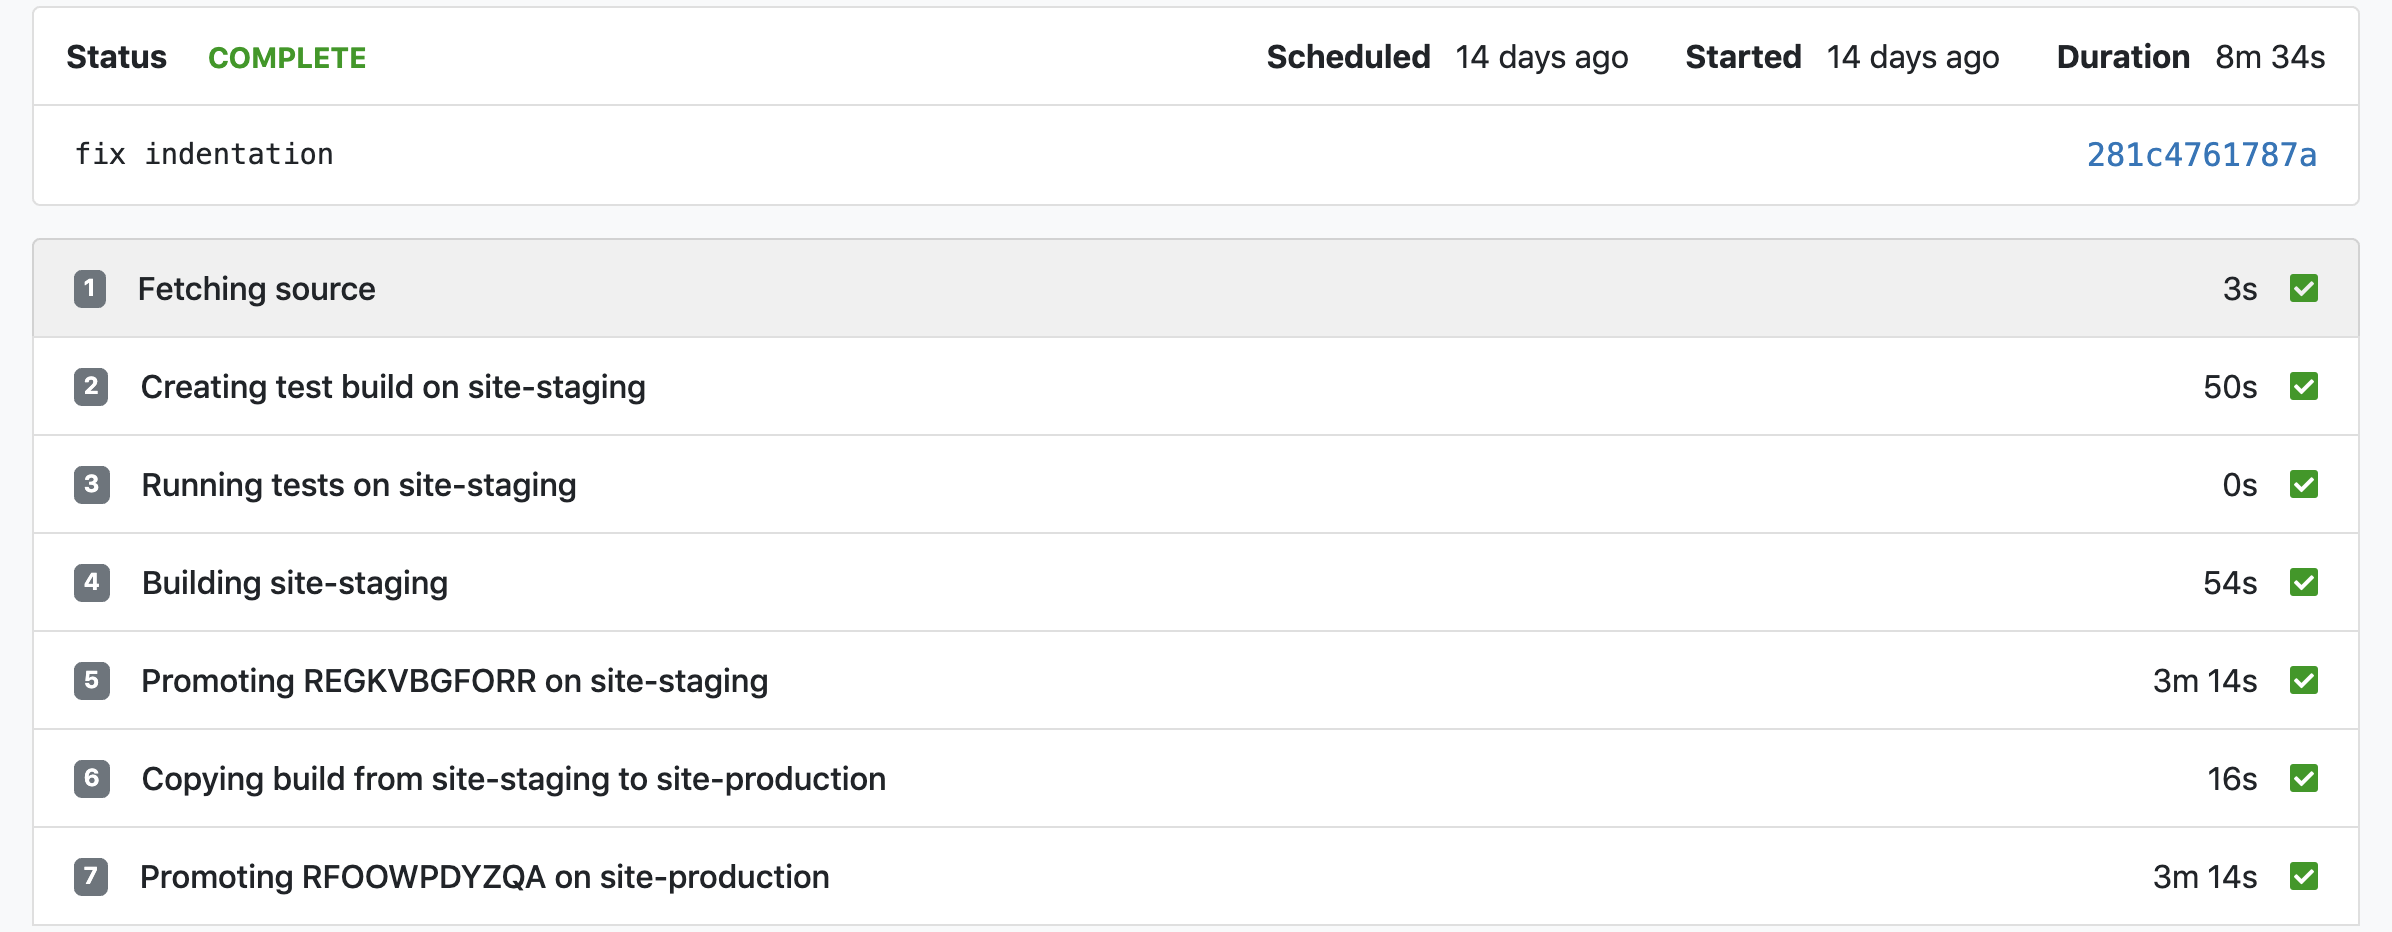 Status COMPLETE Scheduled 14 days ago Started 14 days ago Duration 8m 34s
fix indentation 281c4761787a
1 Fetching source 3s
2 Creating test build on site-staging 50s
3 Running tests on site-staging 0s
4 Building site-staging 54s
5 Promoting REGKVBGFORR on site-staging 3m 14s
6 Copying build from site-staging to site-production 16s
7 Promoting RFOOWPDYZQA on site-production 3m 14s